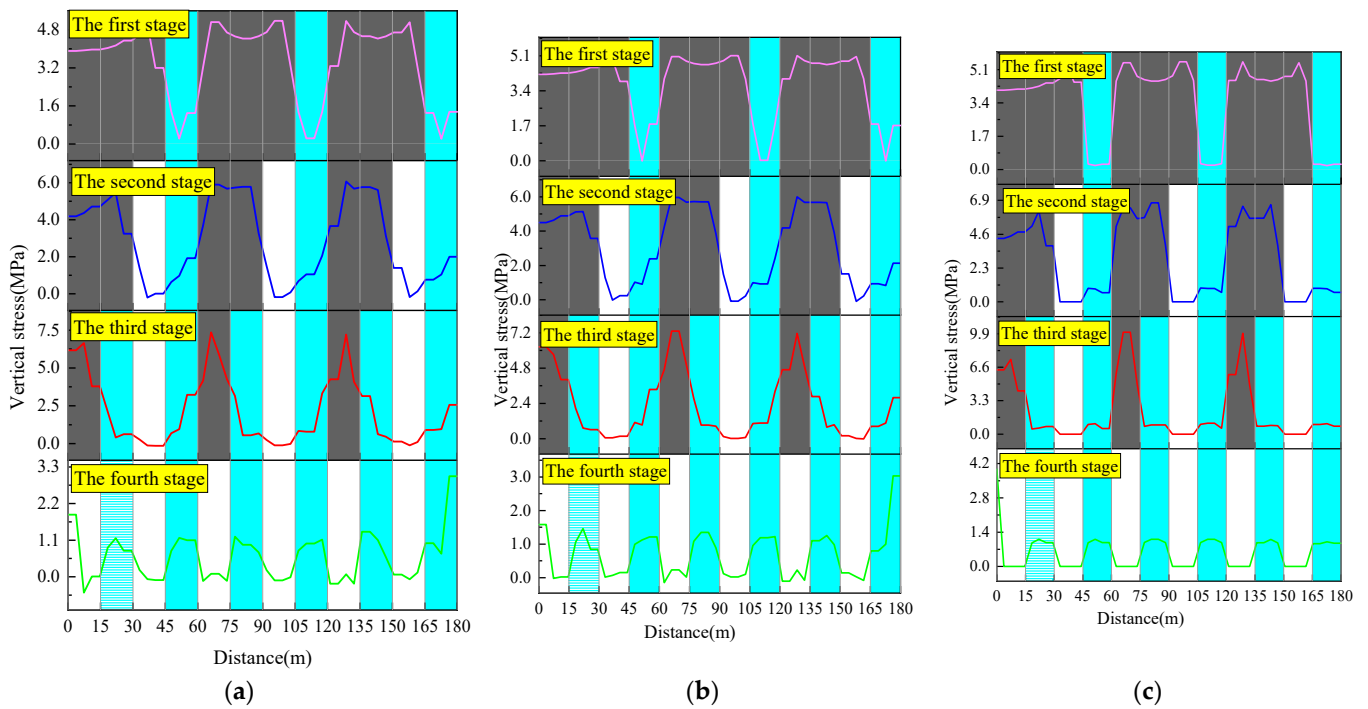 Vertical stress(MPa)
The first stage
4.8
3.2
1.6
0.0
The second stage
6.0
4.0
2.0
0.0
The third stage
7.5
5.0
2.5
0.0
The fourth stage
3.3
2.2
1.1
0.0
0 15 30 45 60 75 90 105 120 135 150 165 180
Distance(m)
(a)
Vertical stress(MPa)
The first stage
5.1
3.4
1.7
0.0
The second stage
6.0
4.0
2.0
0.0
The third stage
7.2
4.8
2.4
0.0
The fourth stage
3.0
2.0
1.0
0.0
0 15 30 45 60 75 90 105 120 135 150 165 180
Distance(m)
(b)
Vertical stress(MPa)
The first stage
5.1
3.4
1.7
0.0
The second stage
6.9
4.6
2.3
0.0
The third stage
9.9
6.6
3.3
0.0
The fourth stage
4.2
2.8
1.4
0.0
0 15 30 45 60 75 90 105 120 135 150 165 180
Distance(m)
(c)